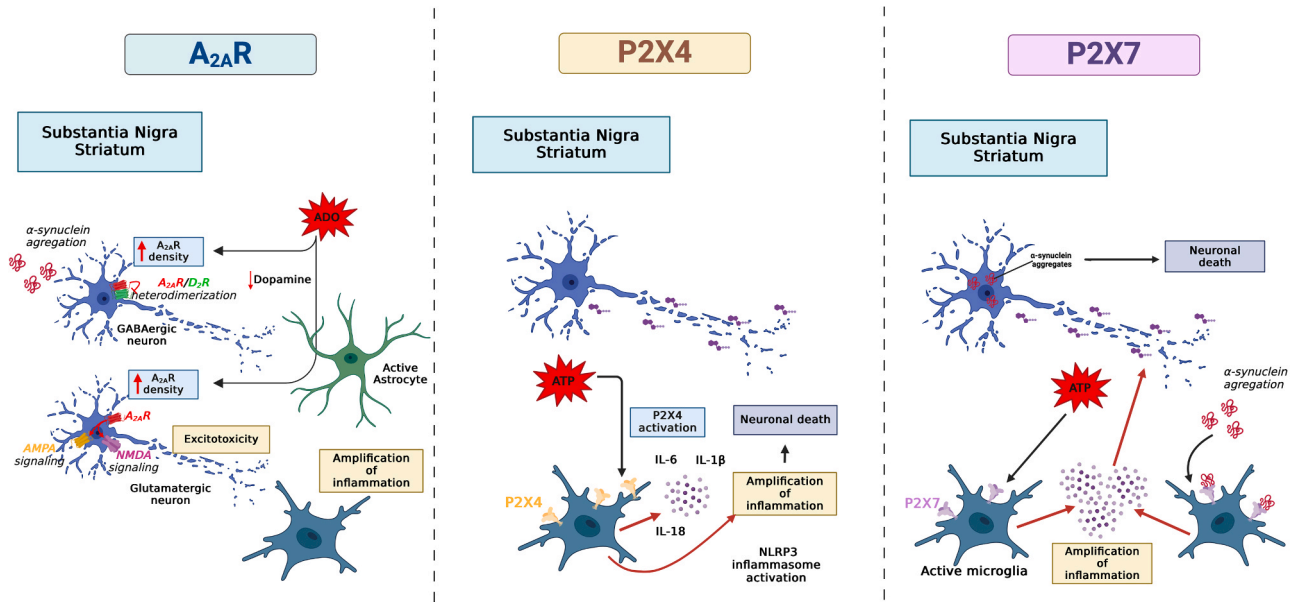 A2AR
Substantia Nigra
Striatum
ADO
α-synuclein
agregation
A2AR
density
Dopamine
A2AR/D2R
heterodimerization
GABAergic
neuron
Active
Astrocyte
A2AR
density
A2AR
AMPA
signaling
NMDA
signaling
Excitotoxicity
Glutamatergic
neuron
Amplification
of
inflammation
P2X4
Substantia Nigra
Striatum
ATP
P2X4
activation
Neuronal death
IL-6
IL-1β
P2X4
Amplification
of
inflammation
IL-18
NLRP3
inflammasome
activation
P2X7
Substantia Nigra
Striatum
α-synuclein
aggregates
Neuronal
death
ATP
α-synuclein
agregation
P2X7
Active microglia
Amplification
of
inflammation